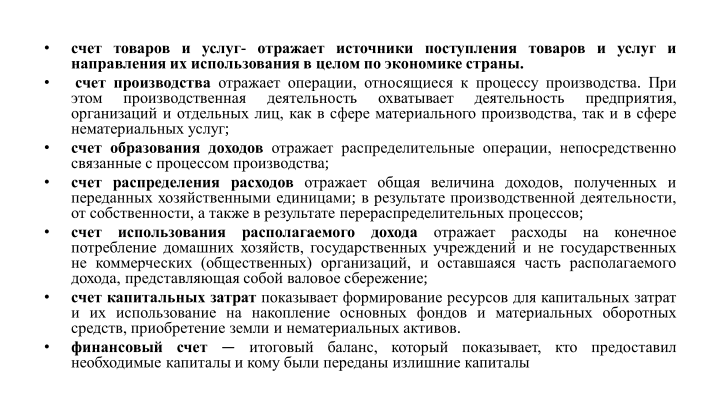 • счет товаров и услуг- отражает источники поступления товаров и услуг и
направления их использования в целом по экономике страны.
• счет производства отражает операции, относящиеся к процессу производства. При
этом производственная деятельность охватывает деятельность предприятия,
организаций и отдельных лиц, как в сфере материального производства, так и в сфере
нематериальных услуг;
• счет образования доходов отражает распределительные операции, непосредственно
связанные с процессом производства;
• счет распределения расходов отражает общая величина доходов, полученных и
переданных хозяйственными единицами; в результате производственной деятельности,
от собственности, а также в результате перераспределительных процессов;
• счет использования располагаемого дохода отражает расходы на конечное
потребление домашних хозяйств, государственных учреждений и не государственных
не коммерческих (общественных) организаций, и оставшаяся часть располагаемого
дохода, представляющая собой валовое сбережение;
• счет капитальных затрат показывает формирование ресурсов для капитальных затрат
и их использование на накопление основных фондов и материальных оборотных
средств, приобретение земли и нематериальных активов.
• финансовый счет — итоговый баланс, который показывает, кто предоставил
необходимые капиталы и кому были переданы излишние капиталы